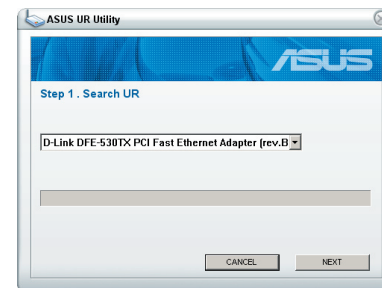 ASUS UR Utility
ASUS
Step 1 . Search UR
D-Link DFE-530TX PCI Fast Ethernet Adapter (rev.B
CANCEL
NEXT